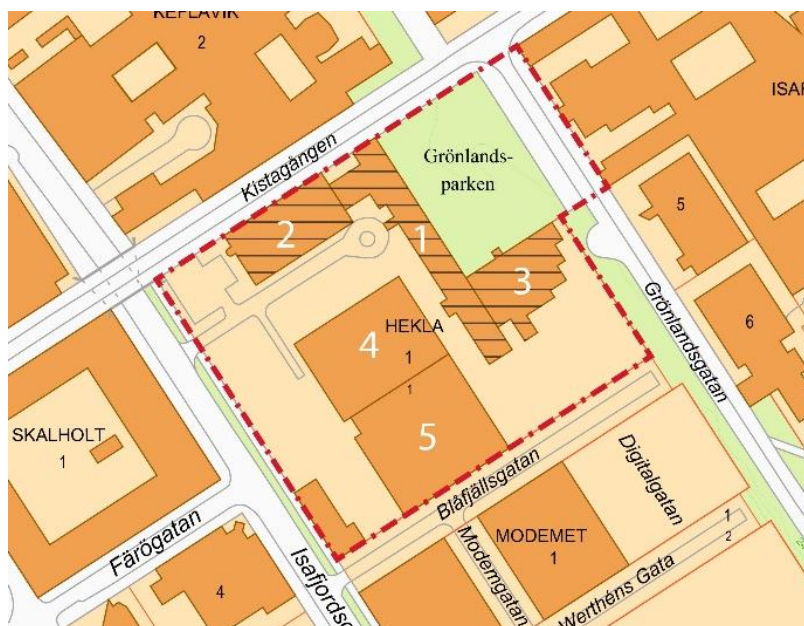 KEFLAVIK
2
Kistagången
Grönlands-
parken
ISAF
5
2
1
3
Grönlandsgatan
6
4
HEKLA
1
1
5
SKALHOLT
1
Blåfjällsgatan
Digitalgatan
Färögatan
MODEMET
1
1
2
Modemgatan
Werthéns Gata
4
Isafjordsg